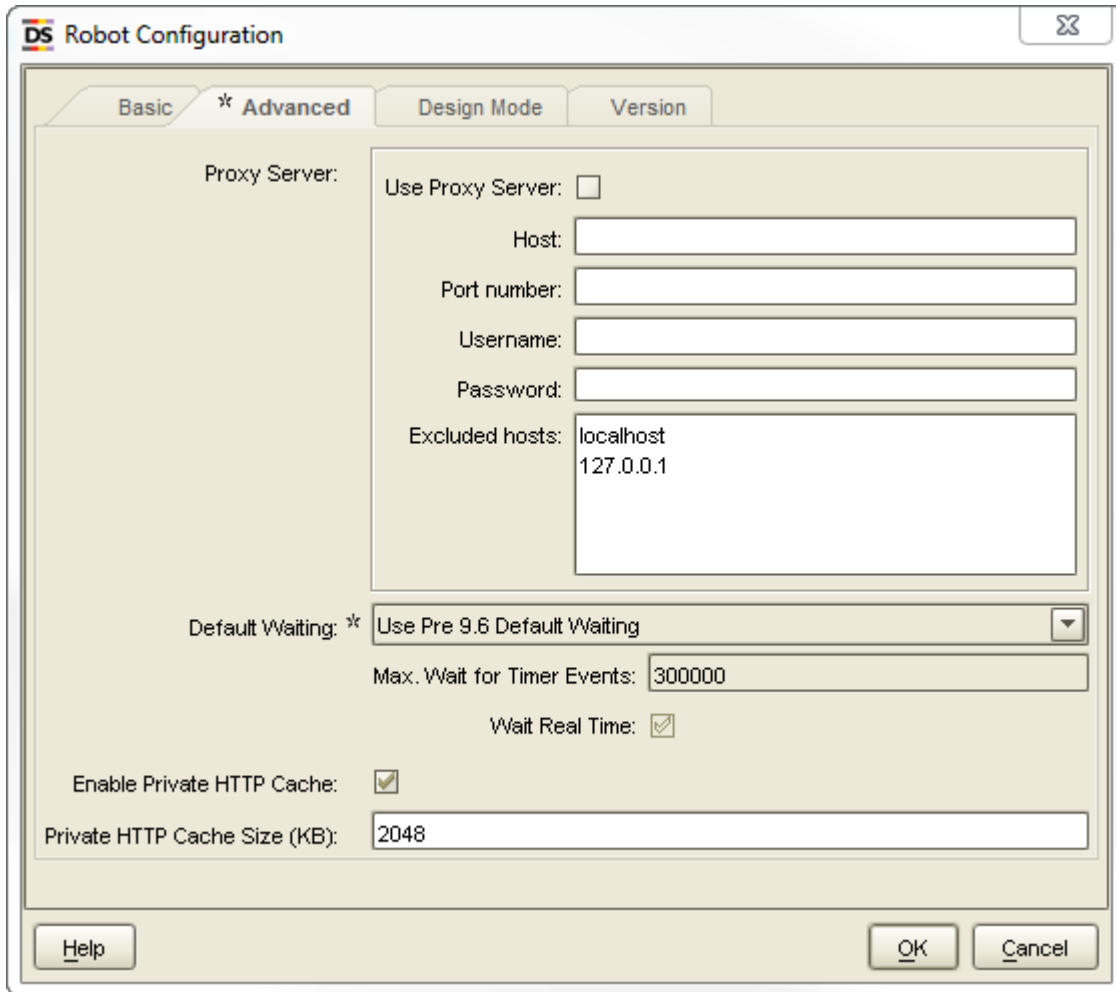 DS Robot Configuration
Basic * Advanced Design Mode Version
Proxy Server:
Use Proxy Server:
Host:
Port number:
Username:
Password:
Excluded hosts: localhost
127.0.0.1
Default Waiting: * Use Pre 9.6 Default Waiting
Max. Wait for Timer Events: 300000
Wait Real Time:
Enable Private HTTP Cache:
Private HTTP Cache Size (KB): 2048
Help OK Cancel